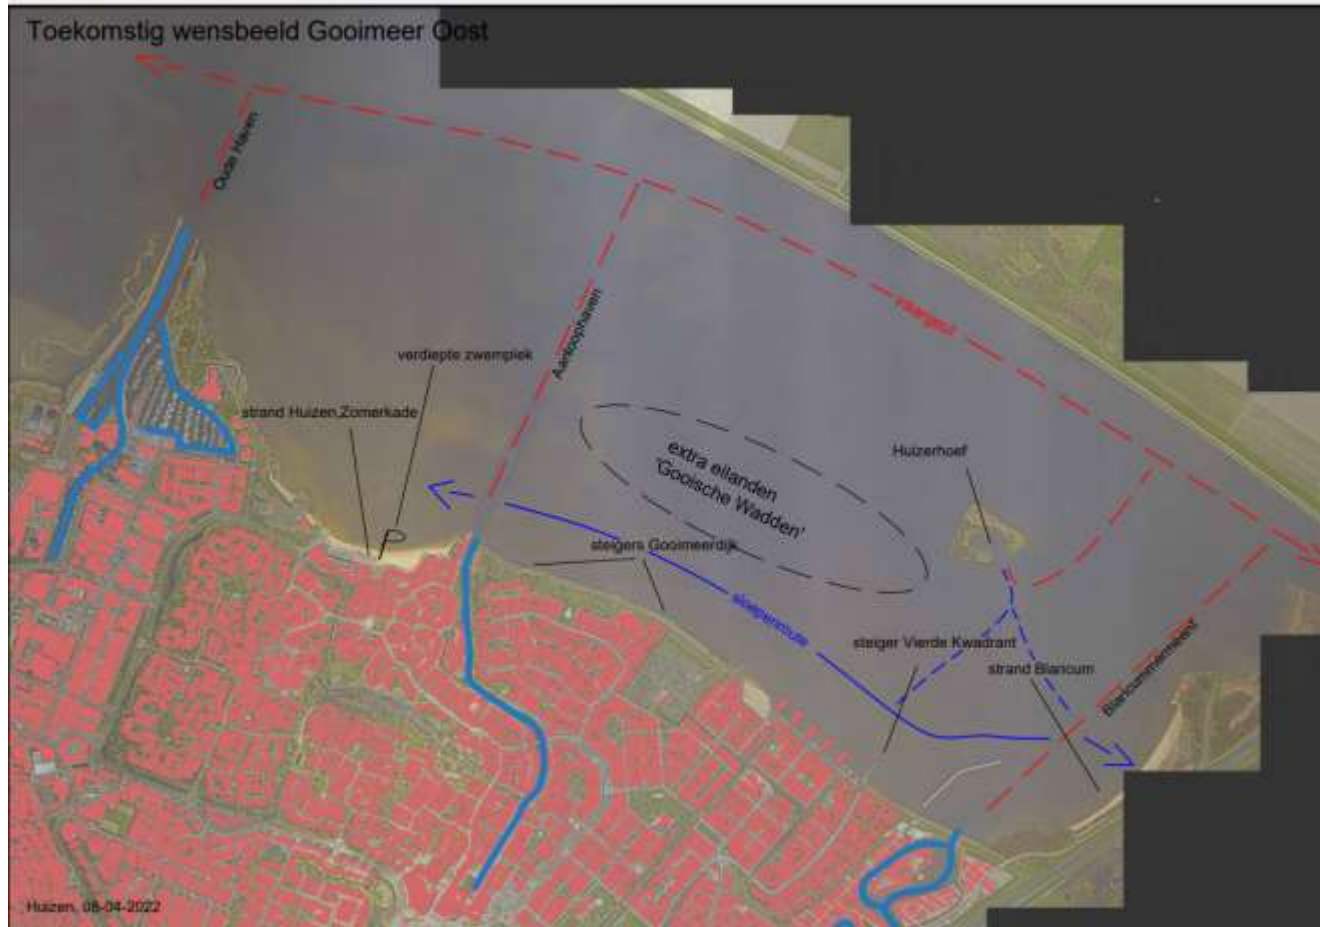 Toekomstig wensbeeld Gooimeer Oost
Oude Haven
Aanloophaven
vaargeul
verdiepte zwemplek
strand Huizen,Zomerkade
P
extra eilanden
'Gooische Wadden'
Huizerhoef
steigers Gooimeerdijk
sloepenroute
steiger Vierde Kwadrant
strand Blaricum
Blaricummermeent
Huizen, 08-04-2022